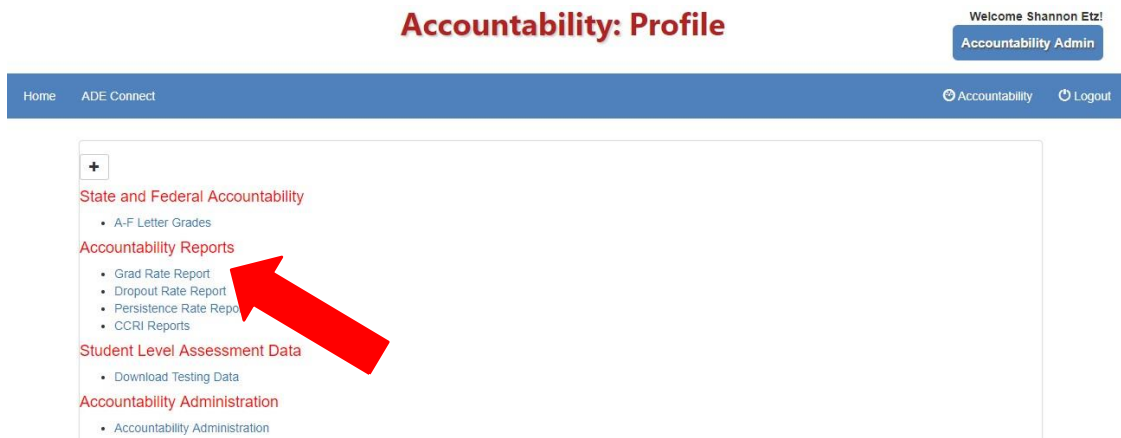 Accountability: Profile
Welcome Shannon Etz!
Accountability Admin
Home ADE Connect Accountability Logout
+
State and Federal Accountability
• A-F Letter Grades
Accountability Reports
• Grad Rate Report
• Dropout Rate Report
• Persistence Rate Repo
• CCRI Reports
Student Level Assessment Data
• Download Testing Data
Accountability Administration
• Accountability Administration